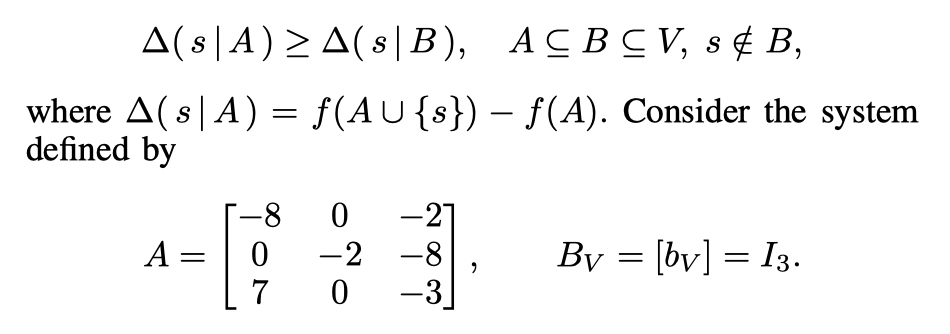 Δ( s | A ) ≥ Δ( s | B ), A ⊆ B ⊆ V, s ∉ B,
where Δ( s | A ) = f(A ∪ {s}) − f(A). Consider the system
defined by
A = [−8 0 −2; 0 −2 −8; 7 0 −3], B_V = [b_V] = I_3.